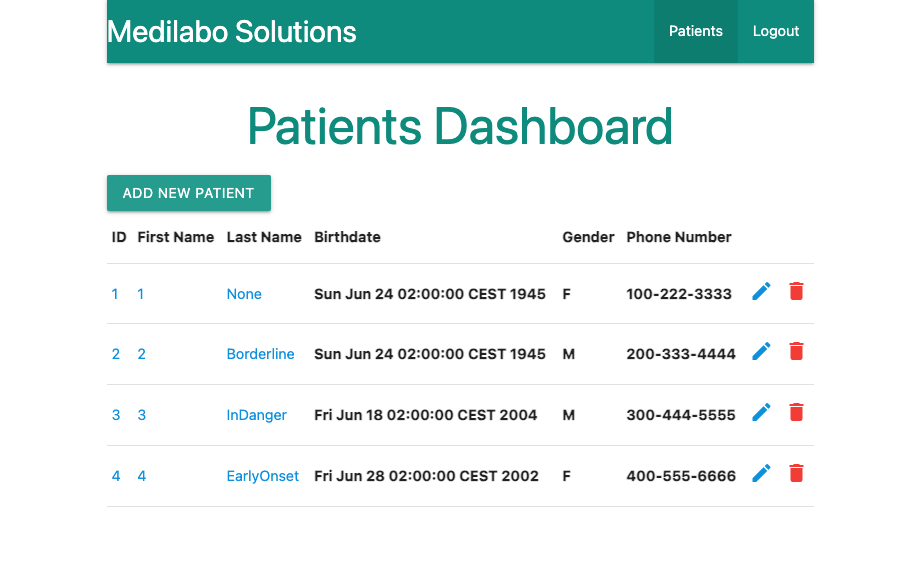 Medilabo Solutions Patients Logout
Patients Dashboard
ADD NEW PATIENT
ID First Name Last Name Birthdate Gender Phone Number
1 1 None Sun Jun 24 02:00:00 CEST 1945 F 100-222-3333
2 2 Borderline Sun Jun 24 02:00:00 CEST 1945 M 200-333-4444
3 3 InDanger Fri Jun 18 02:00:00 CEST 2004 M 300-444-5555
4 4 EarlyOnset Fri Jun 28 02:00:00 CEST 2002 F 400-555-6666